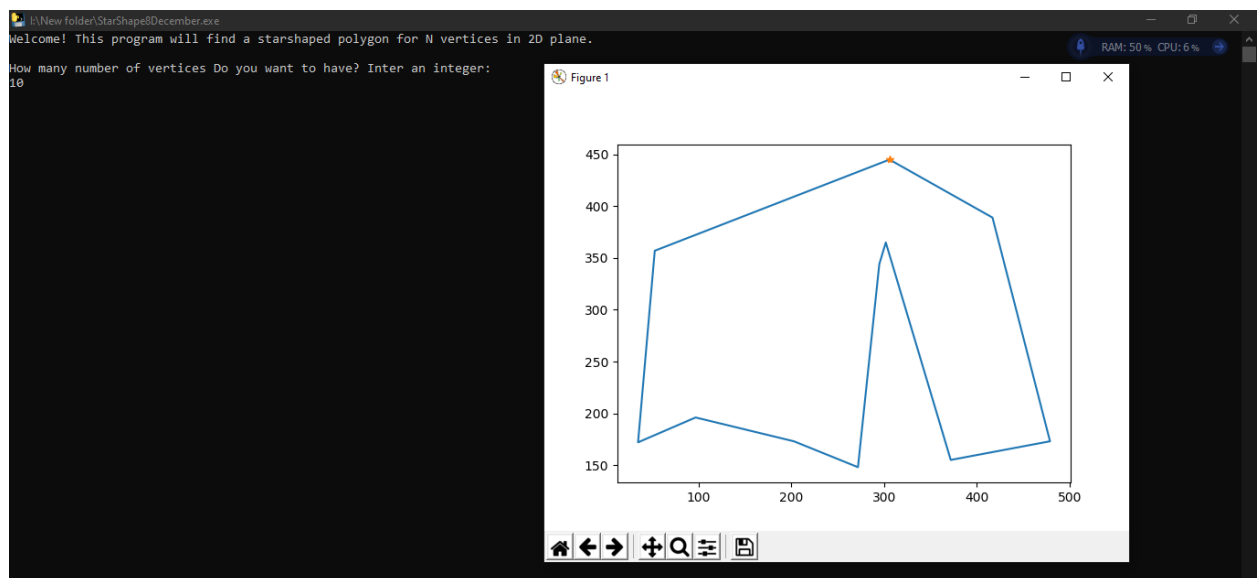 I:\New folder\StarShape8December.exe
Welcome! This program will find a starshaped polygon for N vertices in 2D plane.
RAM: 50 % CPU: 6 %
How many number of vertices Do you want to have? Inter an integer:
10
Figure 1
450
400
350
300
250
200
150
100 200 300 400 500